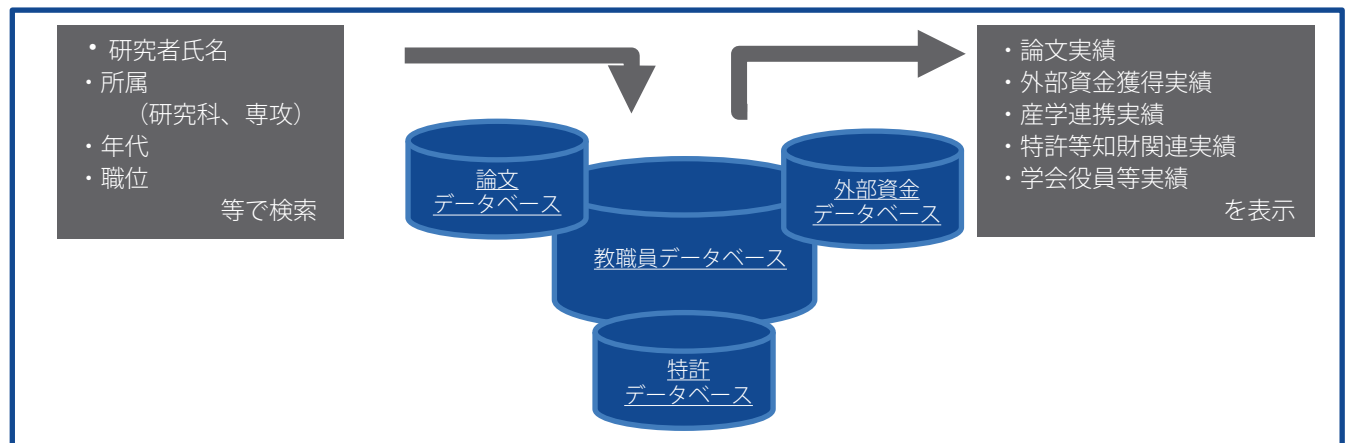 ・研究者氏名
・所属
（研究科、専攻）
・年代
・職位
等で検索
論文
データベース
教職員データベース
外部資金
データベース
特許
データベース
・論文実績
・外部資金獲得実績
・産学連携実績
・特許等知財関連実績
・学会役員等実績
を表示